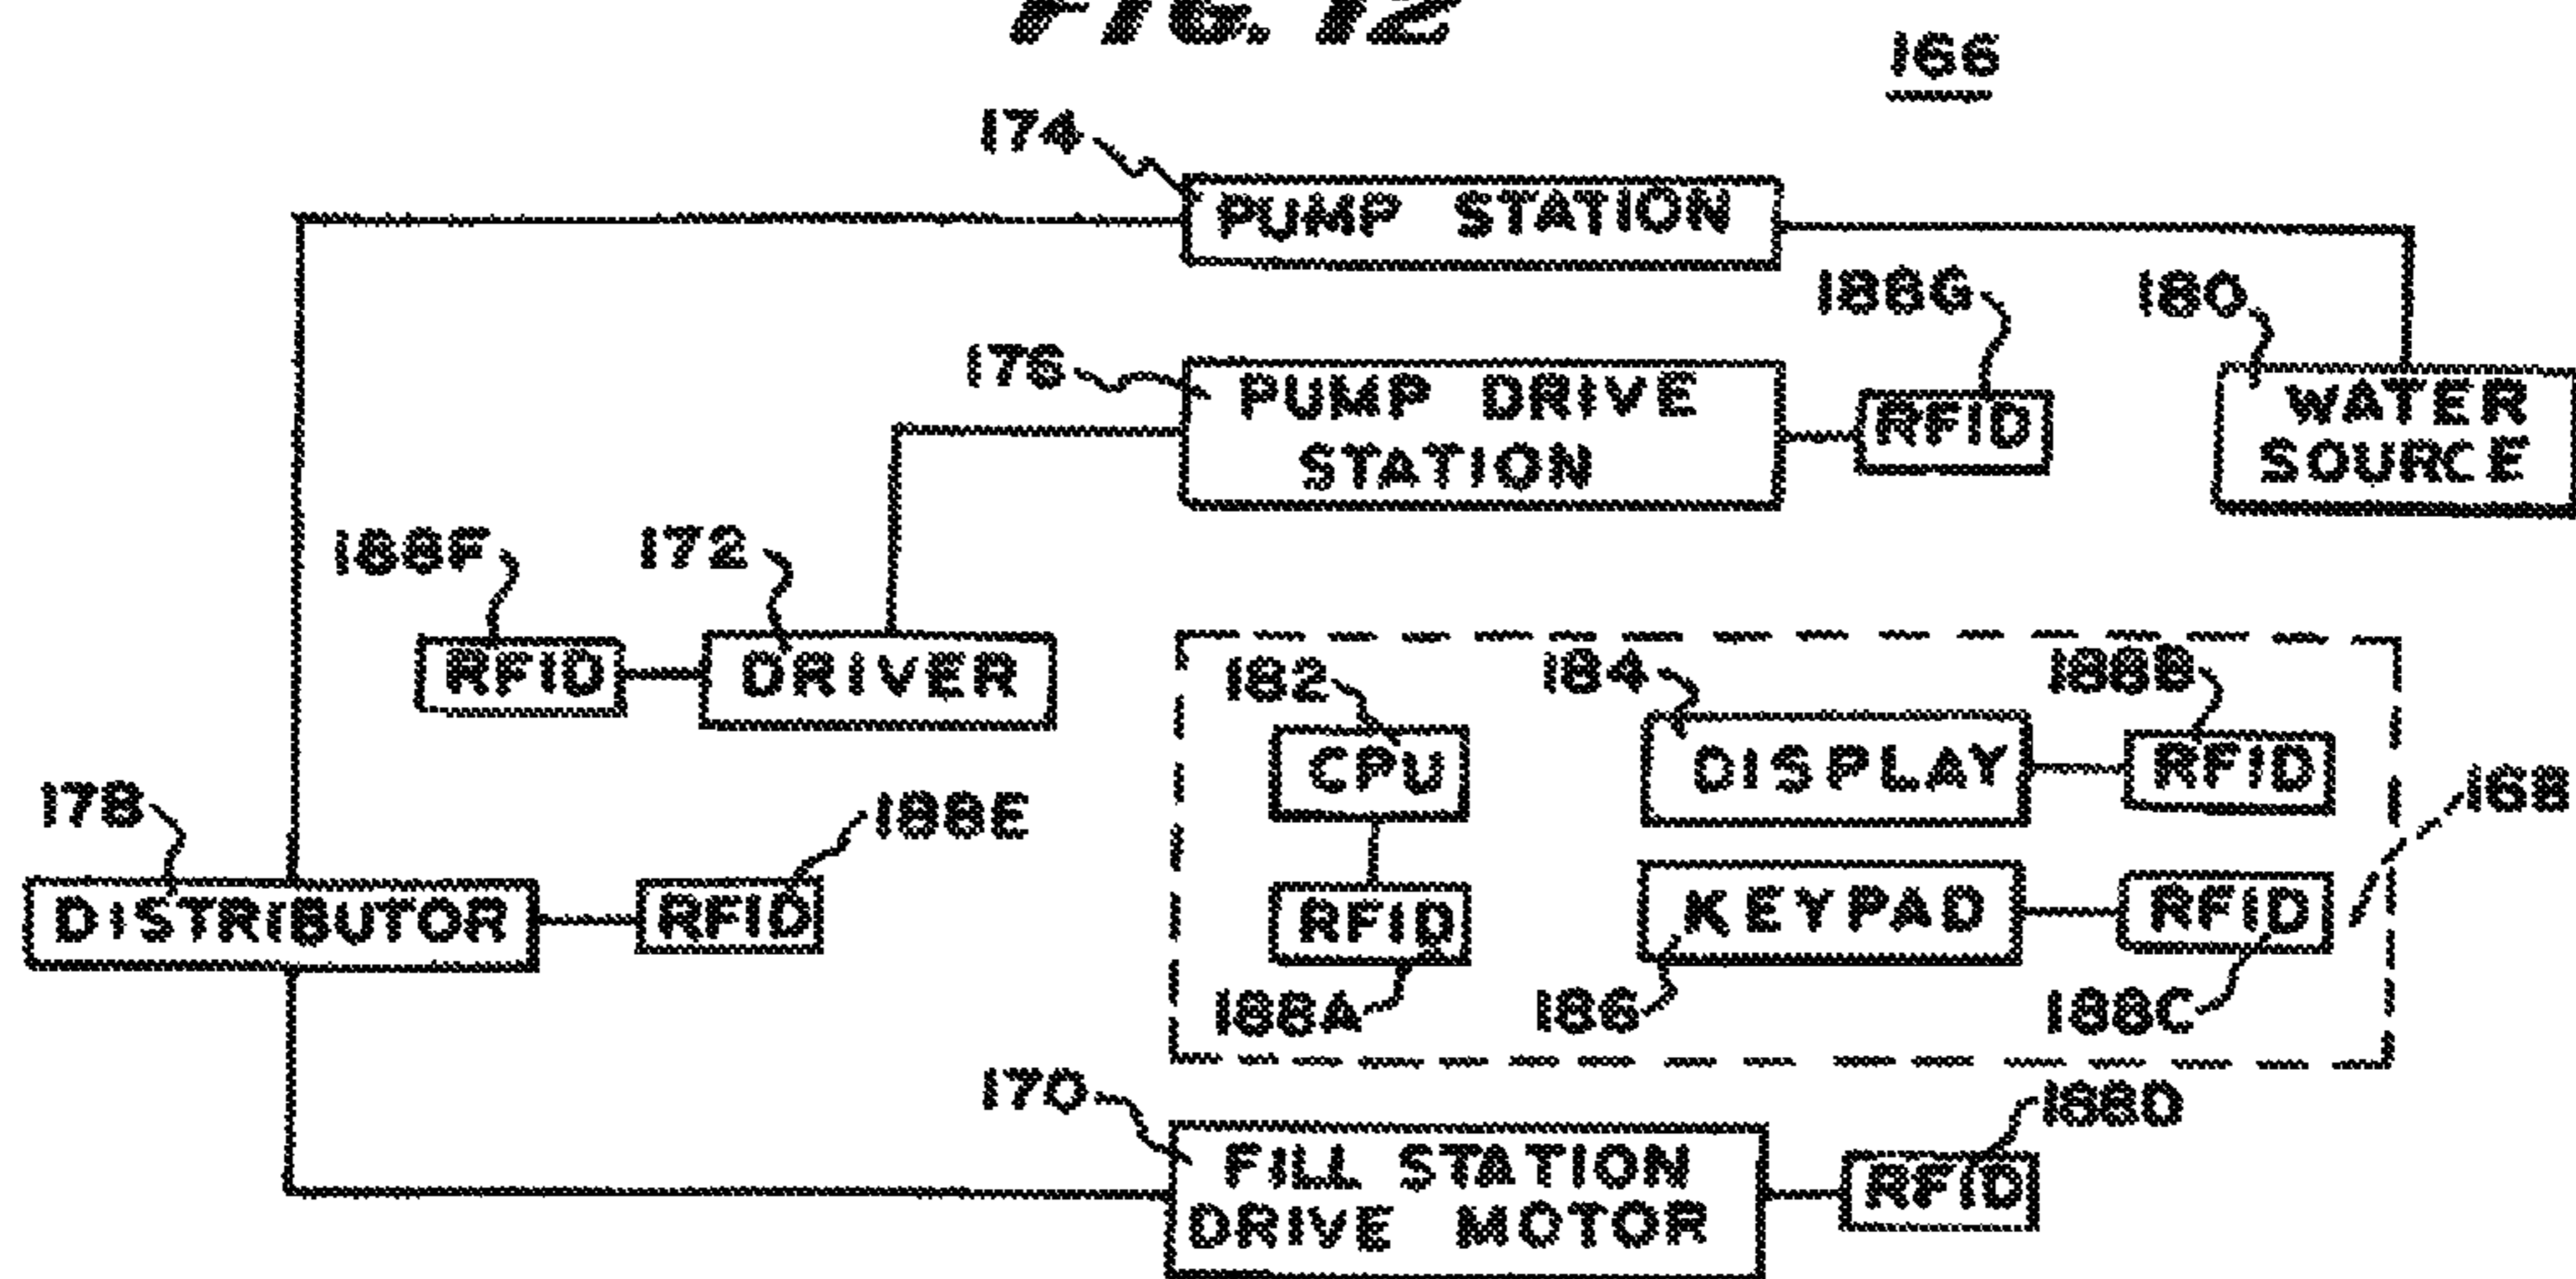 FIG. 12
166
174
PUMP STATION
188G
180
176
PUMP DRIVE
STATION
RFID
WATER
SOURCE
188F
172
RFID
DRIVER
182
184
188B
CPU
DISPLAY
RFID
168
178
188E
DISTRIBUTOR
RFID
RFID
KEYPAD
RFID
188A
186
188C
170
188D
FILL STATION
DRIVE MOTOR
RFID